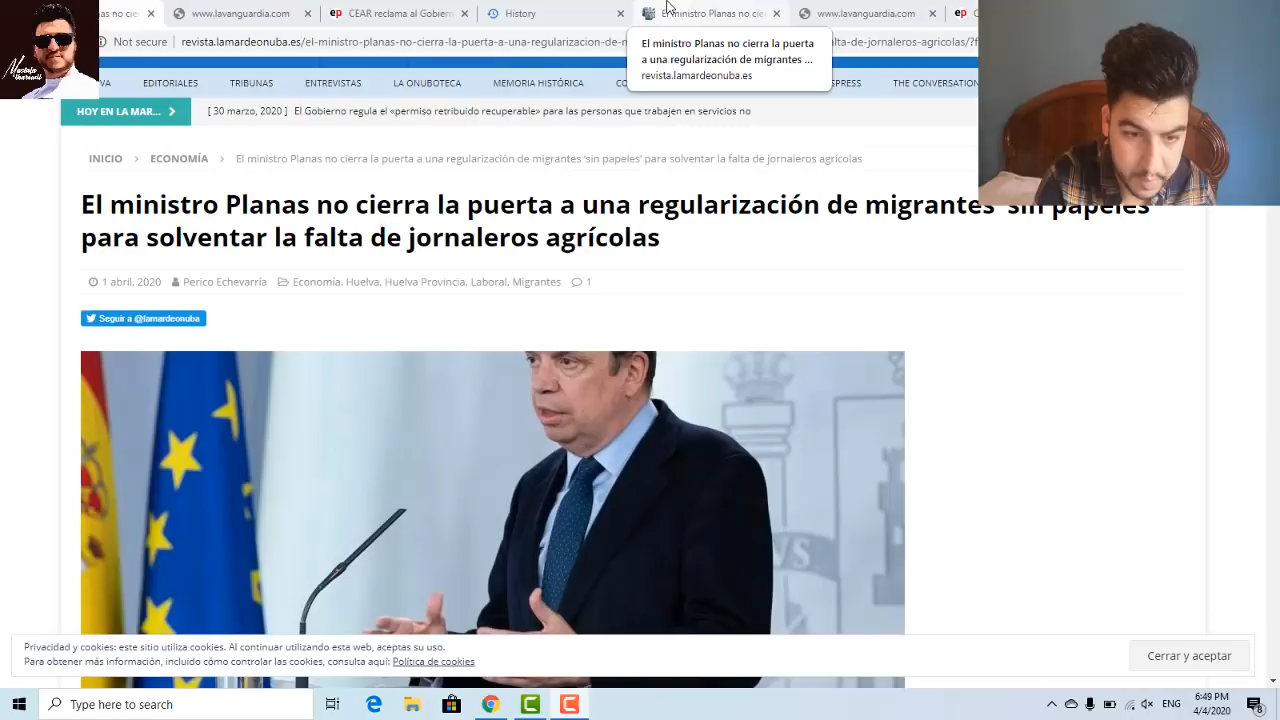 www.lavanguardia.com/
CEAR reclama al Gobiern
History
El ministro Planas no cie
www.lavanguardia.com/
Not secure
revista.lamardeonuba.es/el-ministro-planas-no-cierra-la-puerta-a-una-regularizacion-de-
falta-de-jornaleros-agricolas/?f
El ministro Planas no cierra la puerta
a una regularización de migrantes ...
revista.lamardeonuba.es
EDITORIALES
TRIBUNAS
ENTREVISTAS
LA ONUBOTECA
MEMORIA HISTÓRICA
THE CONVERSATION
HOY EN LA MAR...
[ 30 marzo, 2020 ] El Gobierno regula el «permiso retribuido recuperable» para las personas que trabajan en servicios no
INICIO
ECONOMÍA
El ministro Planas no cierra la puerta a una regularización de migrantes ‘sin papeles’ para solventar la falta de jornaleros agrícolas
El ministro Planas no cierra la puerta a una regularización de migrantes ‘sin papeles’
para solventar la falta de jornaleros agrícolas
1 abril, 2020
Perico Echevarría
Economía, Huelva, Huelva Provincia, Laboral, Migrantes
1
Seguir a @lamardeonuba
Privacidad y cookies: este sitio utiliza cookies. Al continuar utilizando esta web, aceptas su uso.
Para obtener más información, incluido cómo controlar las cookies, consulta aquí: Política de cookies
Cerrar y aceptar
Type here to search
ENG
6:49 PM
4/4/2020